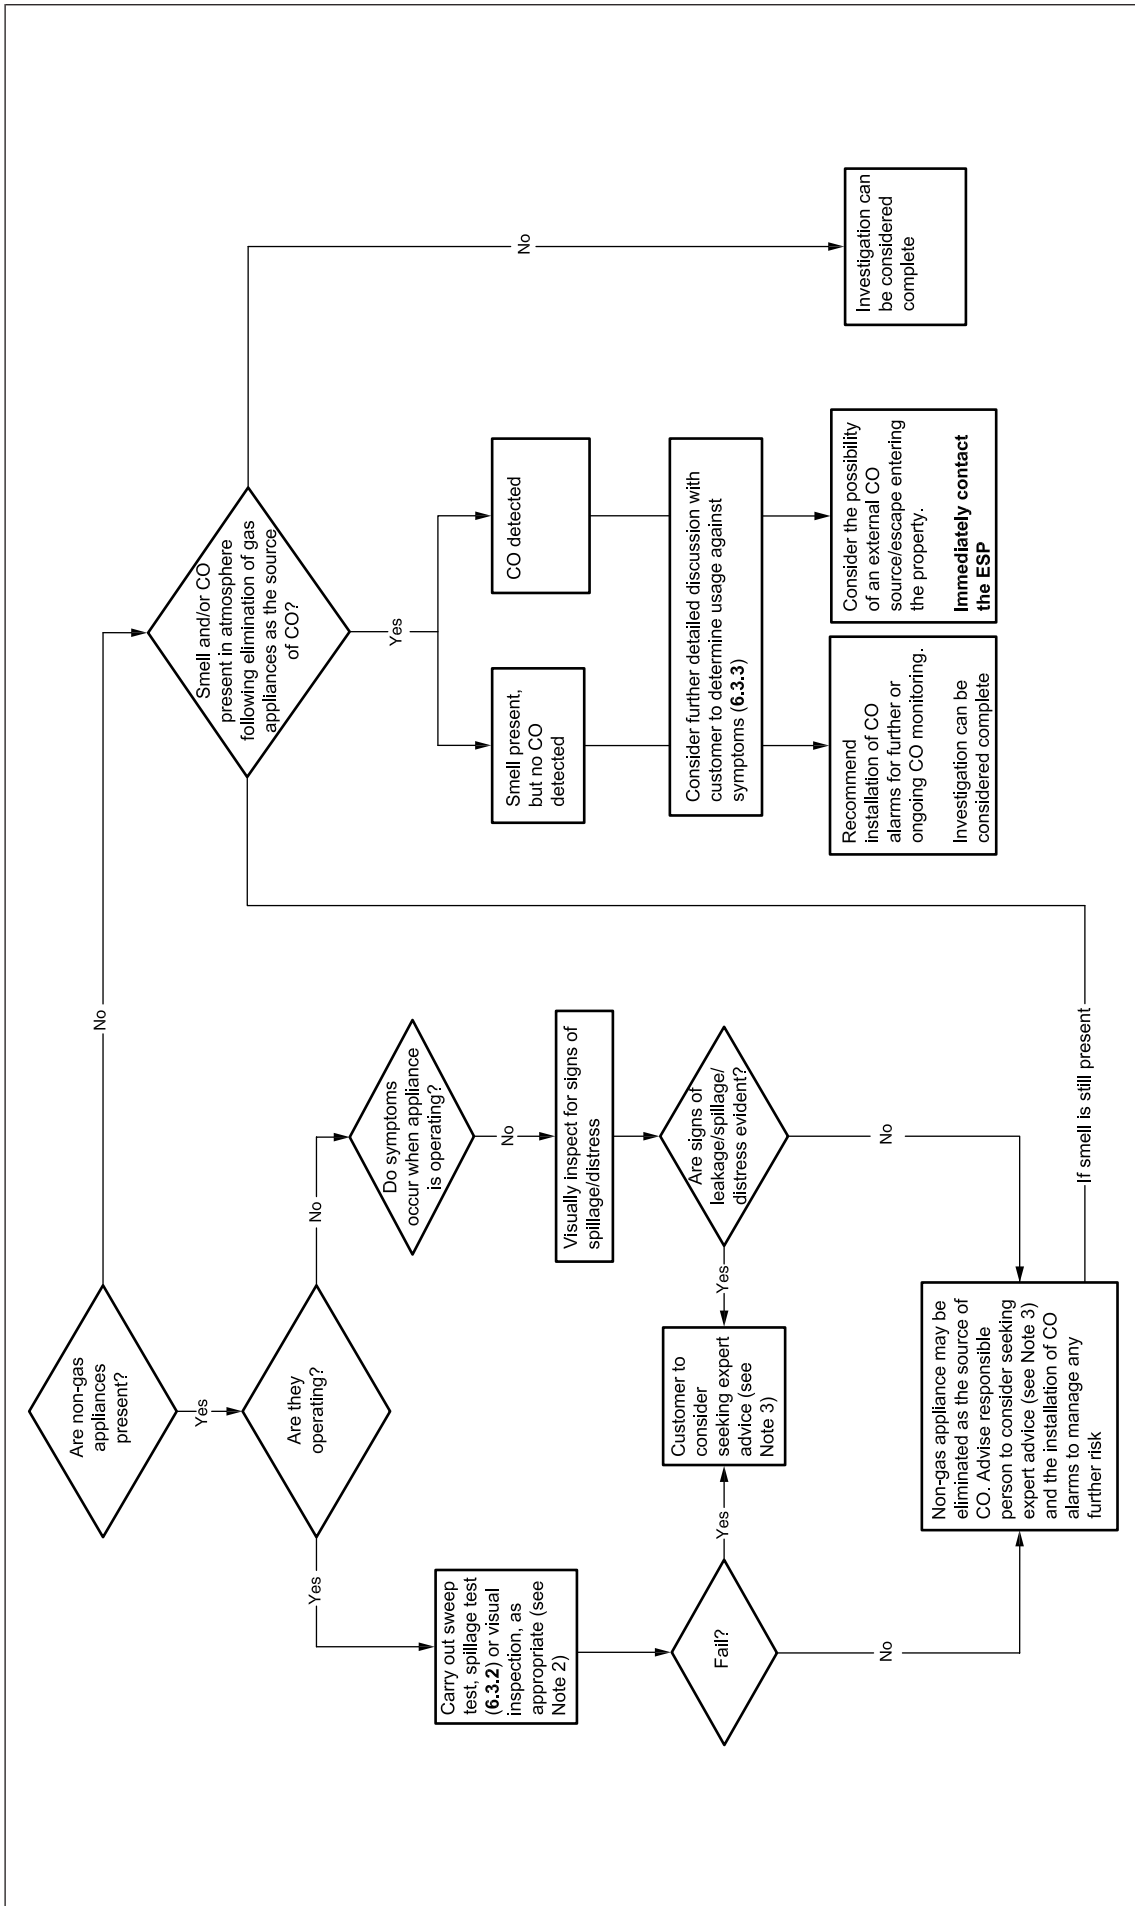 Are non-gas
appliances
present?
No
Yes
Are they
operating?
Yes
No
Carry out sweep
test, spillage test
(6.3.2) or visual
inspection, as
appropriate (see
Note 2)
Fail?
Yes
No
Do symptoms
occur when appliance
is operating?
No
Visually inspect for signs of
spillage/distress
Are signs of
leakage/spillage/
distress evident?
Yes
No
Customer to
consider
seeking expert
advice (see
Note 3)
Non-gas appliance may be
eliminated as the source of
CO. Advise responsible
person to consider seeking
expert advice (see Note 3)
and the installation of CO
alarms to manage any
further risk
If smell is still present
Smell and/or CO
present in atmosphere
following elimination of gas
appliances as the source
of CO?
Yes
No
Smell present,
but no CO
detected
CO detected
Consider further detailed discussion with
customer to determine usage against
symptoms (6.3.3)
Recommend
installation of CO
alarms for further or
ongoing CO monitoring.
Investigation can be
considered complete
Consider the possibility
of an external CO
source/escape entering
the property.
Immediately contact
the ESP
Investigation can
be considered
complete